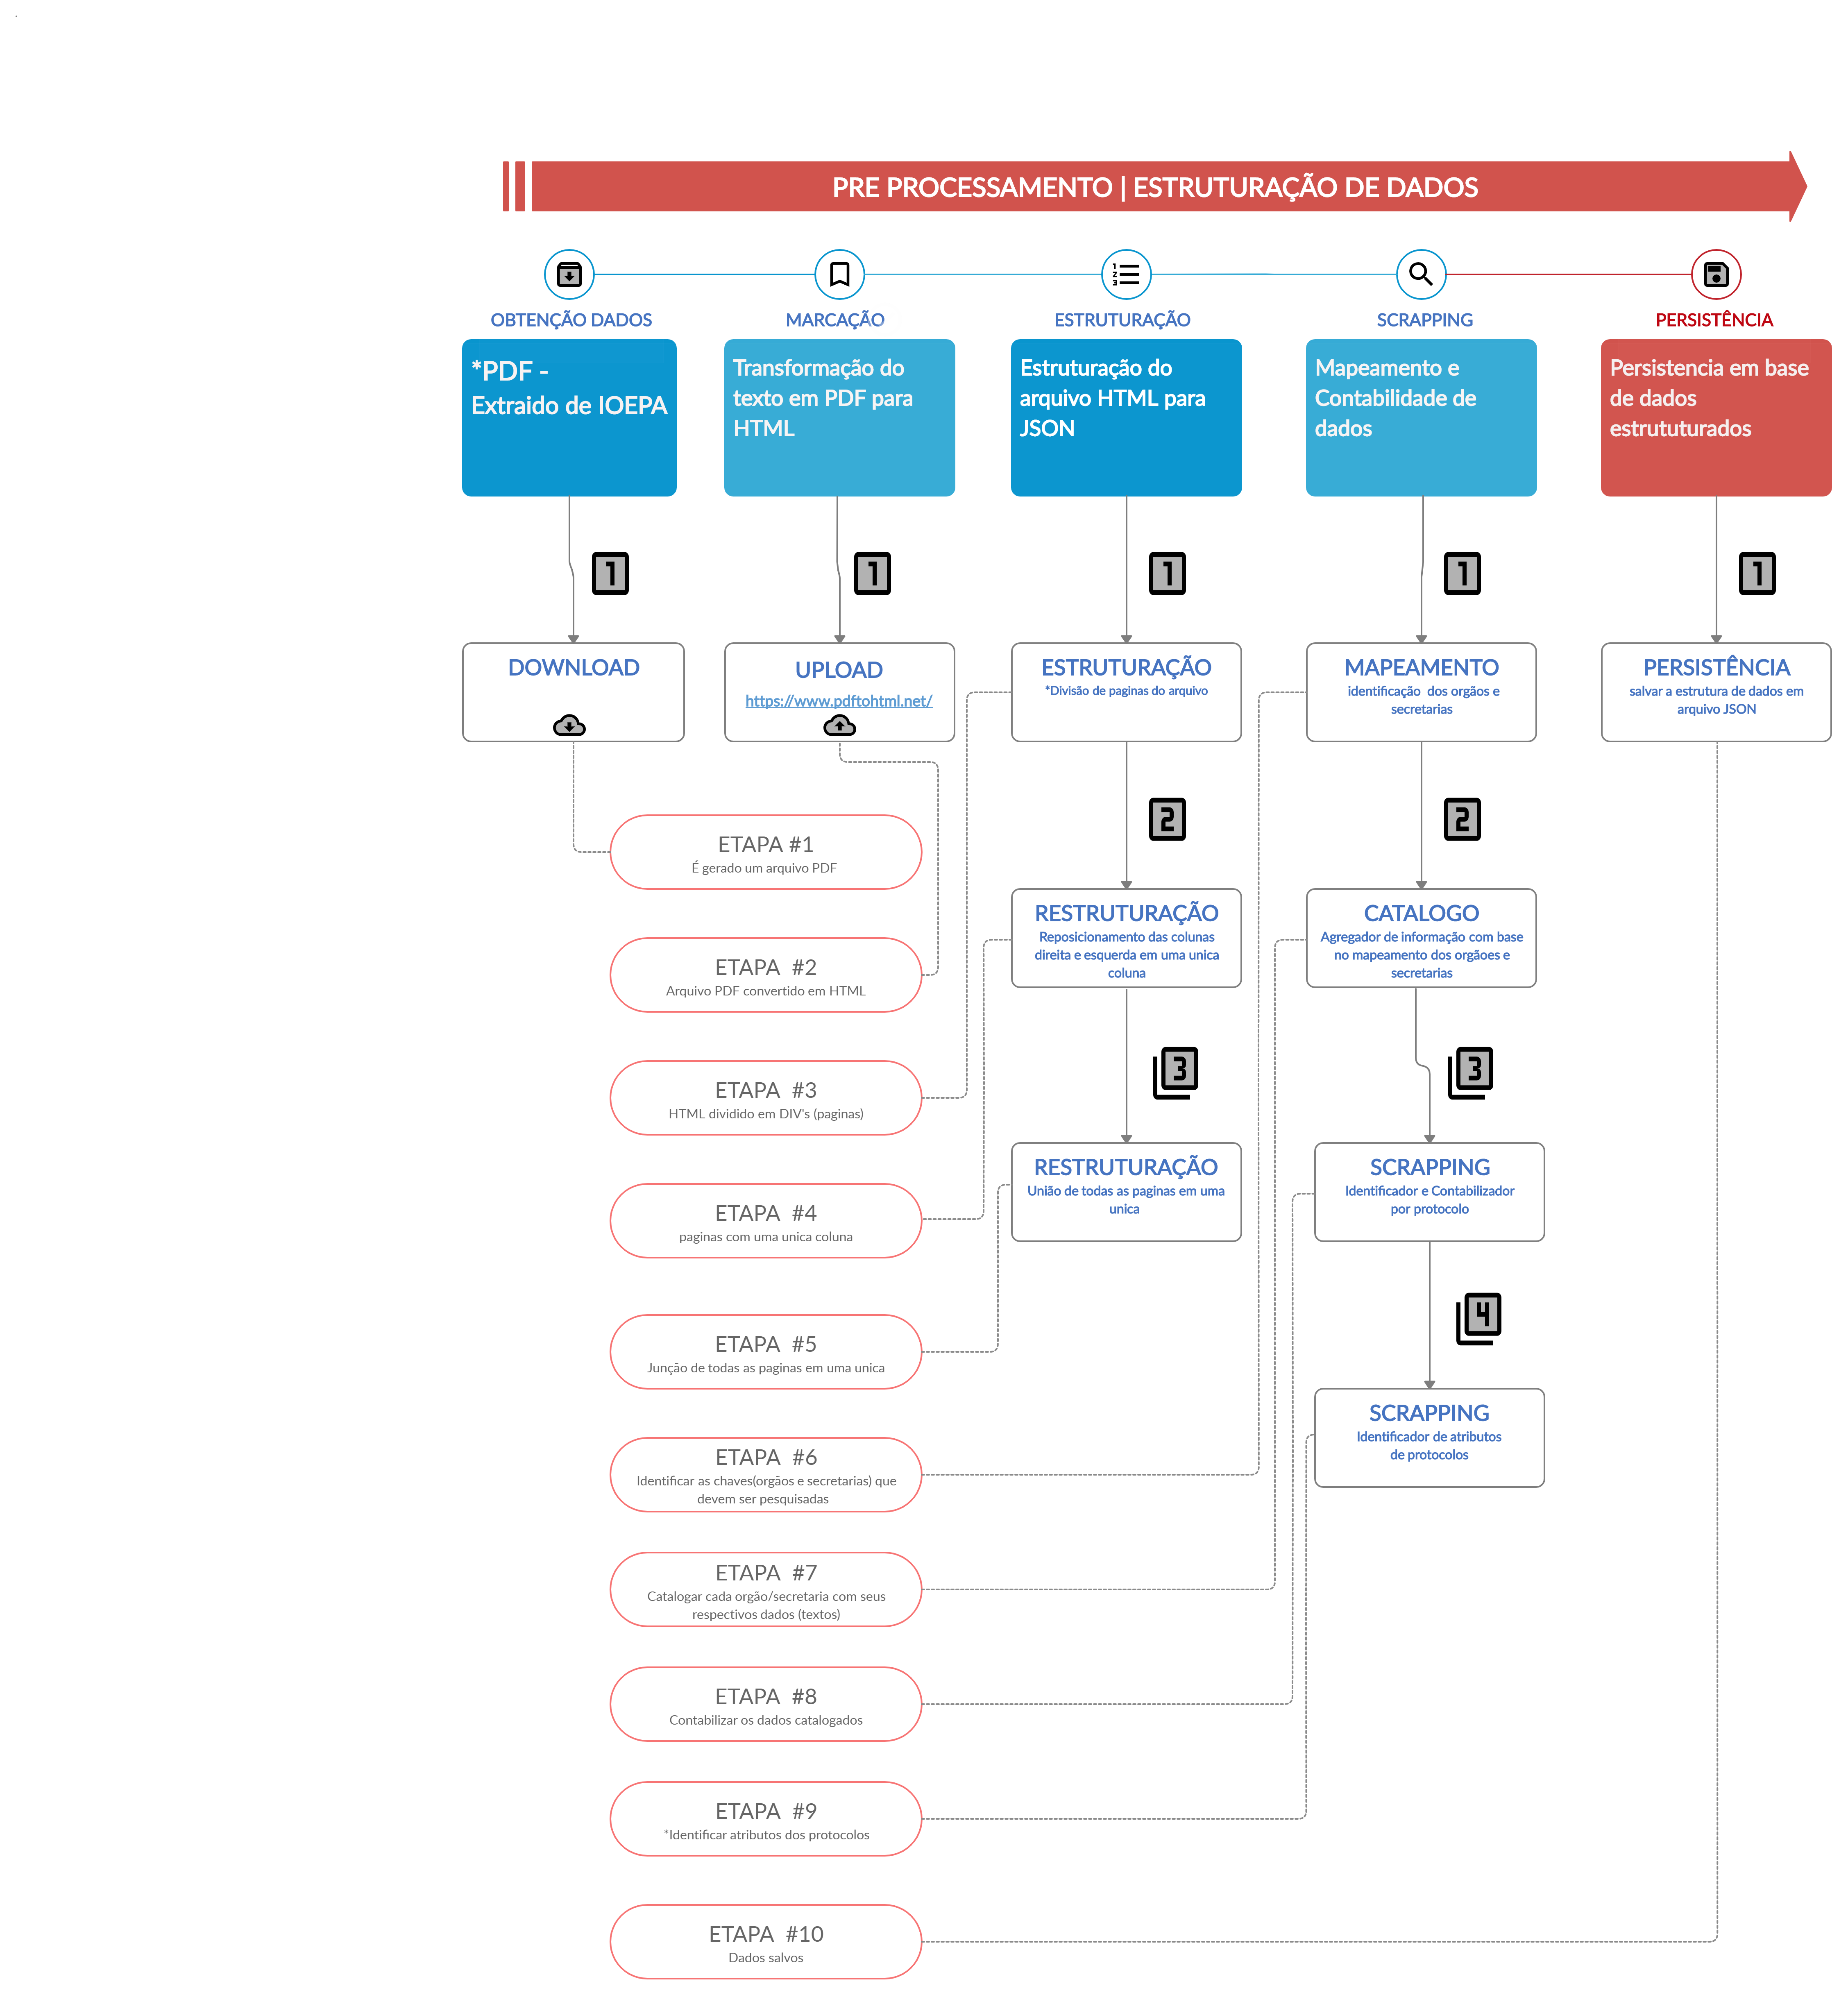 PRE PROCESSAMENTO | ESTRUTURAÇÃO DE DADOS
OBTENÇÃO DADOS
MARCAÇÃO
ESTRUTURAÇÃO
SCRAPPING
PERSISTÊNCIA
*PDF -
Extraido de IOEPA
Transformação do
texto em PDF para
HTML
Estruturação do
arquivo HTML para
JSON
Mapeamento e
Contabilidade de
dados
Persistencia em base
de dados
estrututurados
1
1
1
1
1
DOWNLOAD
UPLOAD
https://www.pdftohtml.net/
ESTRUTURAÇÃO
*Divisão de paginas do arquivo
MAPEAMENTO
identificação dos orgãos e
secretarias
PERSISTÊNCIA
salvar a estrutura de dados em
arquivo JSON
2
2
ETAPA #1
É gerado um arquivo PDF
RESTRUTURAÇÃO
Reposicionamento das colunas
direita e esquerda em uma unica
coluna
CATALOGO
Agregador de informação com base
no mapeamento dos orgãoes e
secretarias
ETAPA #2
Arquivo PDF convertido em HTML
3
3
ETAPA #3
HTML dividido em DIV's (paginas)
RESTRUTURAÇÃO
União de todas as paginas em uma
unica
SCRAPPING
Identificador e Contabilizador
por protocolo
ETAPA #4
paginas com uma unica coluna
4
ETAPA #5
Junção de todas as paginas em uma unica
SCRAPPING
Identificador de atributos
de protocolos
ETAPA #6
Identificar as chaves(orgãos e secretarias) que
devem ser pesquisadas
ETAPA #7
Catalogar cada orgão/secretaria com seus
respectivos dados (textos)
ETAPA #8
Contabilizar os dados catalogados
ETAPA #9
*Identificar atributos dos protocolos
ETAPA #10
Dados salvos